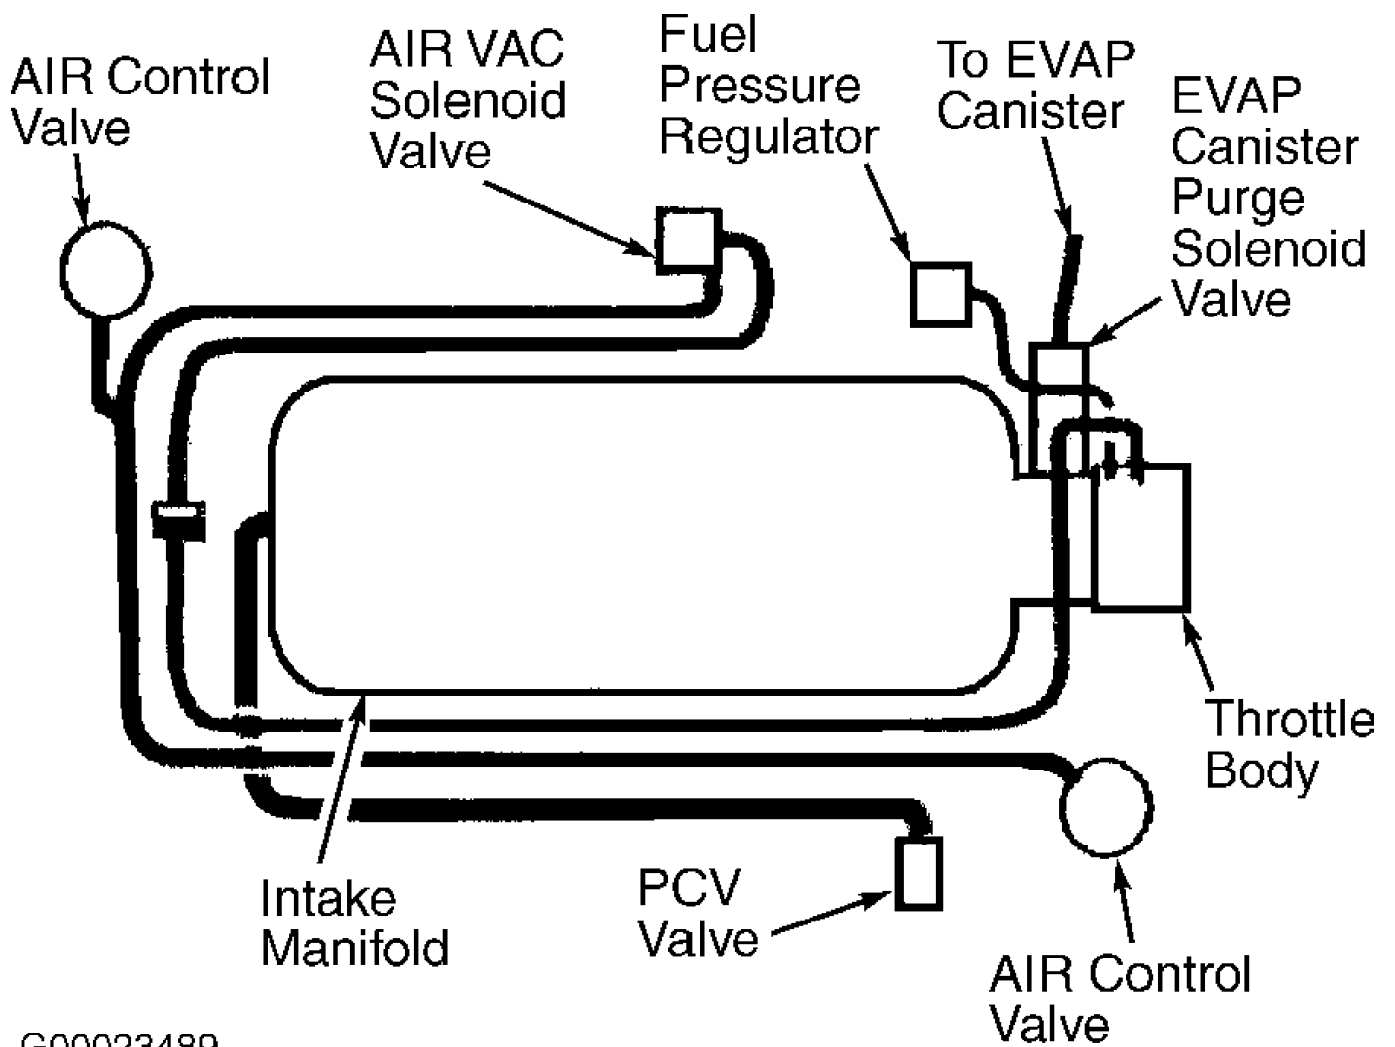 AIR Control
Valve
AIR VAC
Solenoid
Valve
Fuel
Pressure
Regulator
To EVAP
Canister
EVAP
Canister
Purge
Solenoid
Valve
Throttle
Body
Intake
Manifold
PCV
Valve
AIR Control
Valve
G00023489